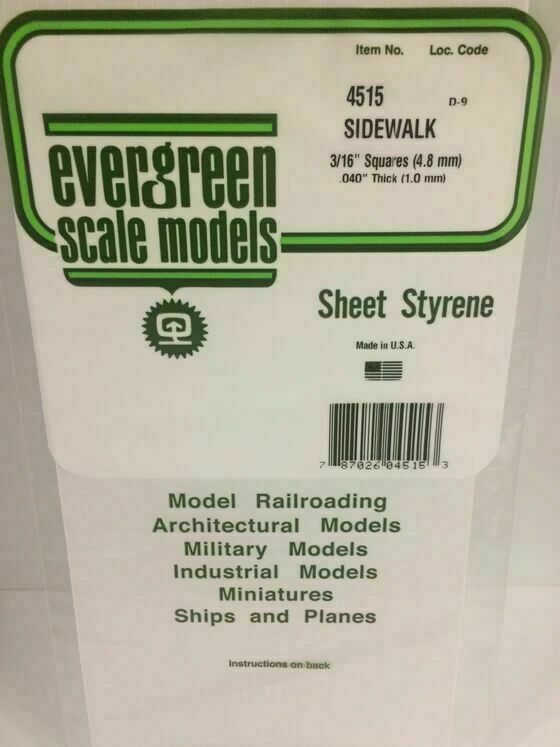 Item No. Loc. Code
4515 D-9
SIDEWALK
3/16" Squares (4.8 mm)
.040" Thick (1.0 mm)
evergreen
scale models
Sheet Styrene
Made in U.S.A.
7 87026 04515 3
Model Railroading
Architectural Models
Military Models
Industrial Models
Miniatures
Ships and Planes
Instructions on back